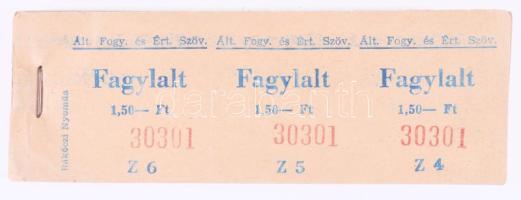 Ált. Fogy. és Ért. Szöv. Ált. Fogy. és Ért. Szöv. Ált. Fogy. és Ért. Szöv.
Fagylalt Fagylalt Fagylalt
1,50— Ft 1,50— Ft 1,50— Ft
30301 30301 30301
Z 6 Z 5 Z 4
Rákóczi Nyomda
darabanth